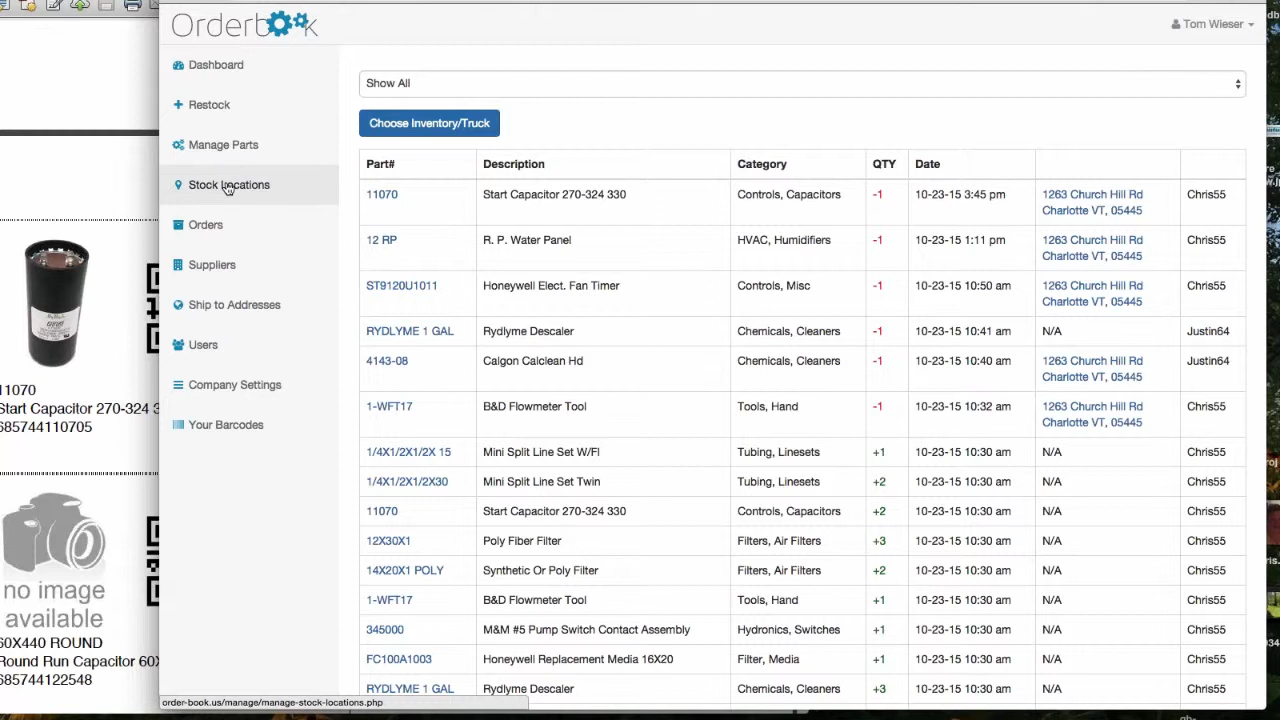 Orderbook
Tom Wieser
Dashboard
Restock
Manage Parts
Stock Locations
Orders
Suppliers
Ship to Addresses
Users
Company Settings
Your Barcodes
Show All
Choose Inventory/Truck
Part# Description Category QTY Date
11070 Start Capacitor 270-324 330 Controls, Capacitors -1 10-23-15 3:45 pm 1263 Church Hill Rd Chris55
Charlotte VT, 05445
12 RP R. P. Water Panel HVAC, Humidifiers -1 10-23-15 1:11 pm 1263 Church Hill Rd Chris55
Charlotte VT, 05445
ST9120U1011 Honeywell Elect. Fan Timer Controls, Misc -1 10-23-15 10:50 am 1263 Church Hill Rd Chris55
Charlotte VT, 05445
RYDLYME 1 GAL Rydlyme Descaler Chemicals, Cleaners -1 10-23-15 10:41 am N/A Justin64
4143-08 Calgon Calclean Hd Chemicals, Cleaners -1 10-23-15 10:40 am 1263 Church Hill Rd Justin64
Charlotte VT, 05445
1-WFT17 B&D Flowmeter Tool Tools, Hand -1 10-23-15 10:32 am 1263 Church Hill Rd Chris55
Charlotte VT, 05445
1/4X1/2X1/2X 15 Mini Split Line Set W/Fl Tubing, Linesets +1 10-23-15 10:30 am N/A Chris55
1/4X1/2X1/2X30 Mini Split Line Set Twin Tubing, Linesets +2 10-23-15 10:30 am N/A Chris55
11070 Start Capacitor 270-324 330 Controls, Capacitors +2 10-23-15 10:30 am N/A Chris55
12X30X1 Poly Fiber Filter Filters, Air Filters +3 10-23-15 10:30 am N/A Chris55
14X20X1 POLY Synthetic Or Poly Filter Filters, Air Filters +2 10-23-15 10:30 am N/A Chris55
1-WFT17 B&D Flowmeter Tool Tools, Hand +1 10-23-15 10:30 am N/A Chris55
345000 M&M #5 Pump Switch Contact Assembly Hydronics, Switches +1 10-23-15 10:30 am N/A Chris55
FC100A1003 Honeywell Replacement Media 16X20 Filter, Media +1 10-23-15 10:30 am N/A Chris55
RYDLYME 1 GAL Rydlyme Descaler Chemicals, Cleaners +3 10-23-15 10:30 am N/A Chris55
order-book.us/manage/manage-stock-locations.php
11070
Start Capacitor 270-324 3
685744110705
no image
available
60X440 ROUND
Round Run Capacitor 60X
685744122548